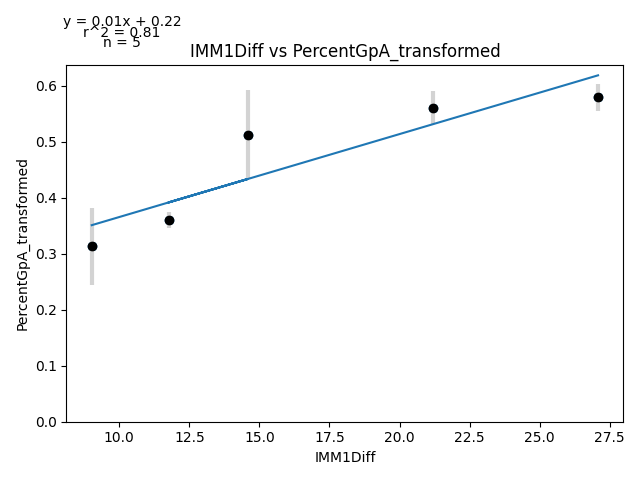 y = 0.01x + 0.22
r^2 = 0.81
n = 5
IMM1Diff vs PercentGpA_transformed
PercentGpA_transformed
0.6
0.5
0.4
0.3
0.2
0.1
0.0
10.0 12.5 15.0 17.5 20.0 22.5 25.0 27.5
IMM1Diff